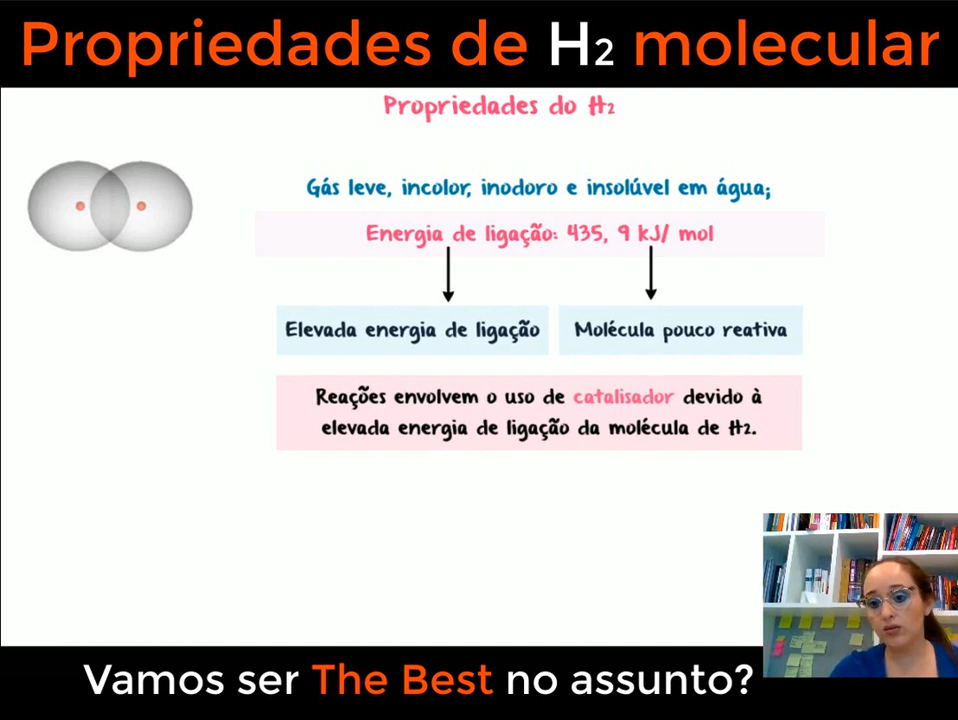 Propriedades de H2 molecular
Propriedades do H2
Gás leve, incolor, inodoro e insolúvel em água;
Energia de ligação: 435, 9 kJ/ mol
Elevada energia de ligação
Molécula pouco reativa
Reações envolvem o uso de catalisador devido à
elevada energia de ligação da molécula de H2.
Vamos ser The Best no assunto?